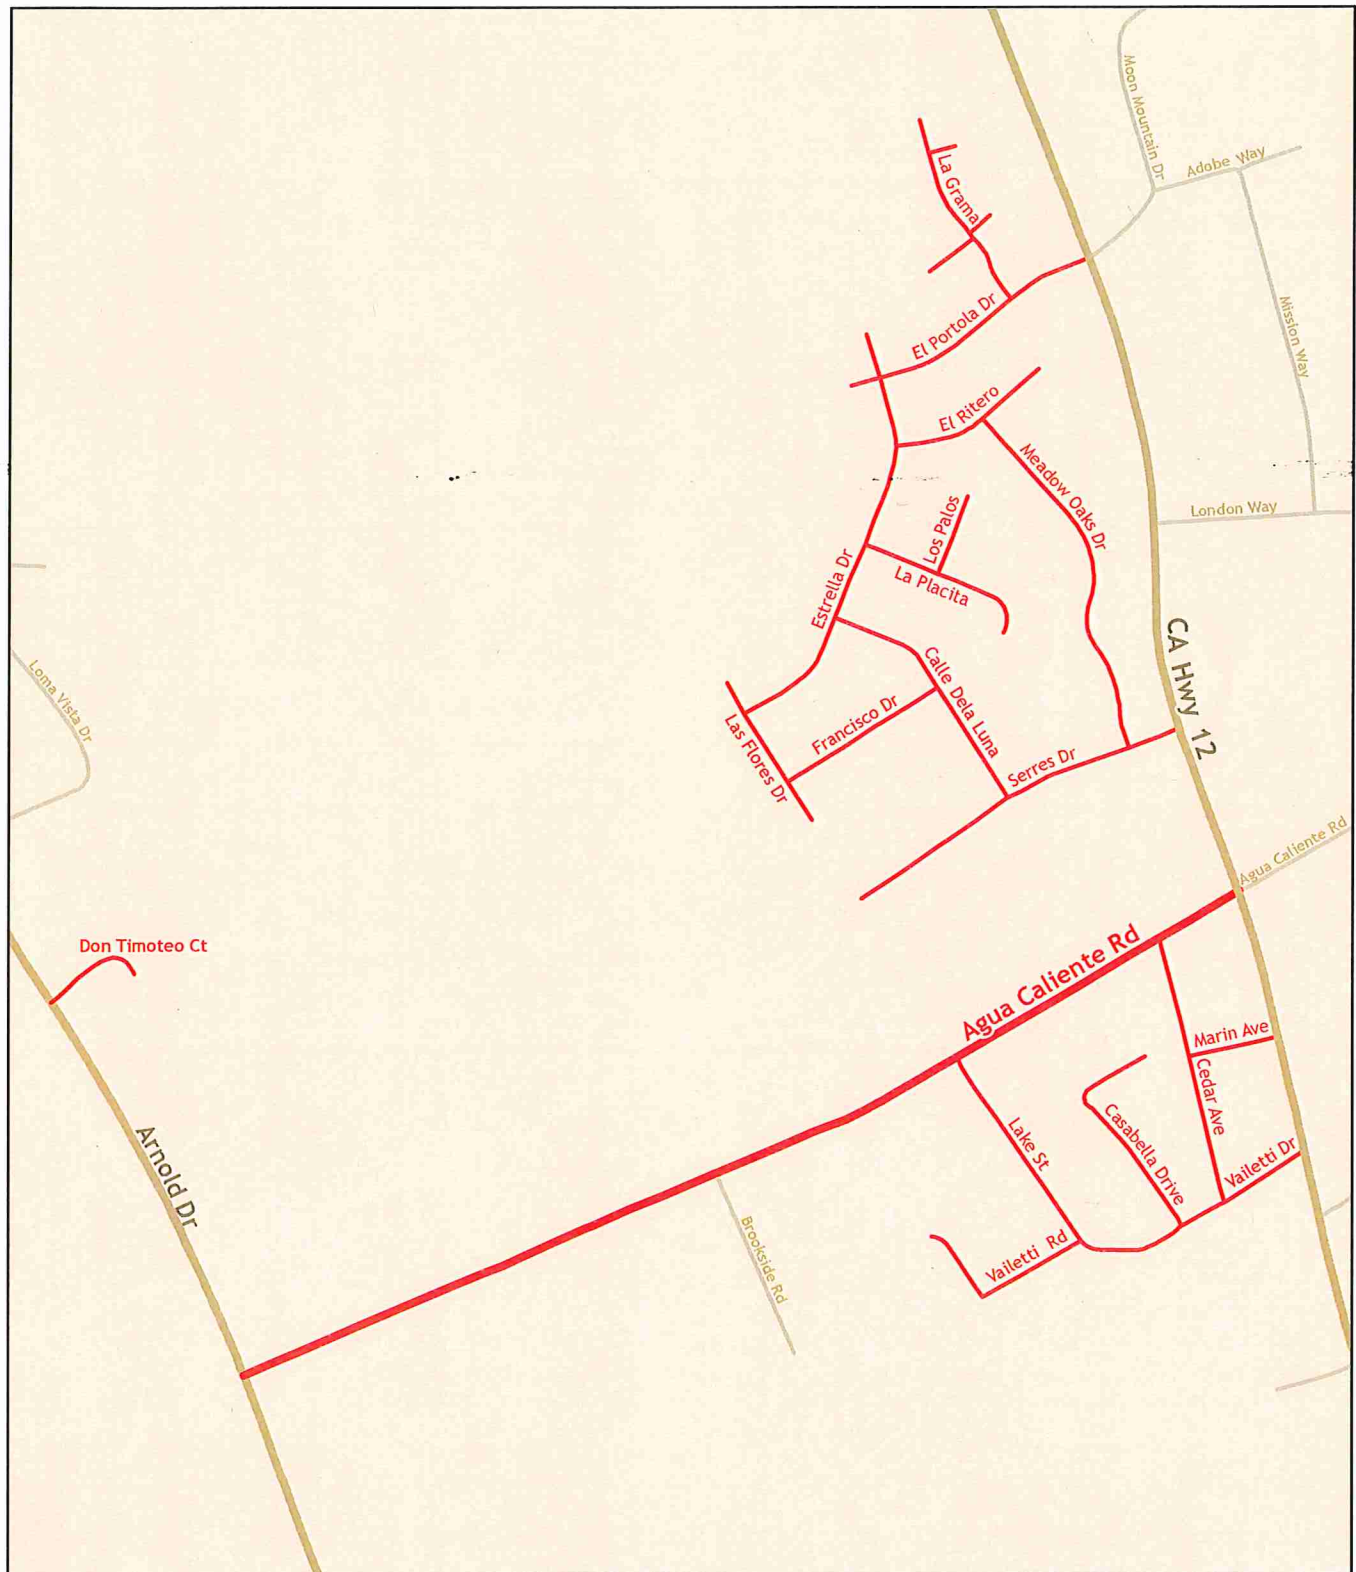 Moon Mountain Dr
Adobe Way
La Grama
Mission Way
El Portola Dr
El Ritero
Meadow Oaks Dr
Los Palos
London Way
La Placita
Estrella Dr
CA Hwy 12
Calle Dela Luna
Loma Vista Dr
Francisco Dr
Las Flores Dr
Serres Dr
Agua Caliente Rd
Don Timoteo Ct
Agua Caliente Rd
Marin Ave
Cedar Ave
Casabella Drive
Lake St
Arnold Dr
Vailetti Dr
Brookside Rd
Vailetti Rd